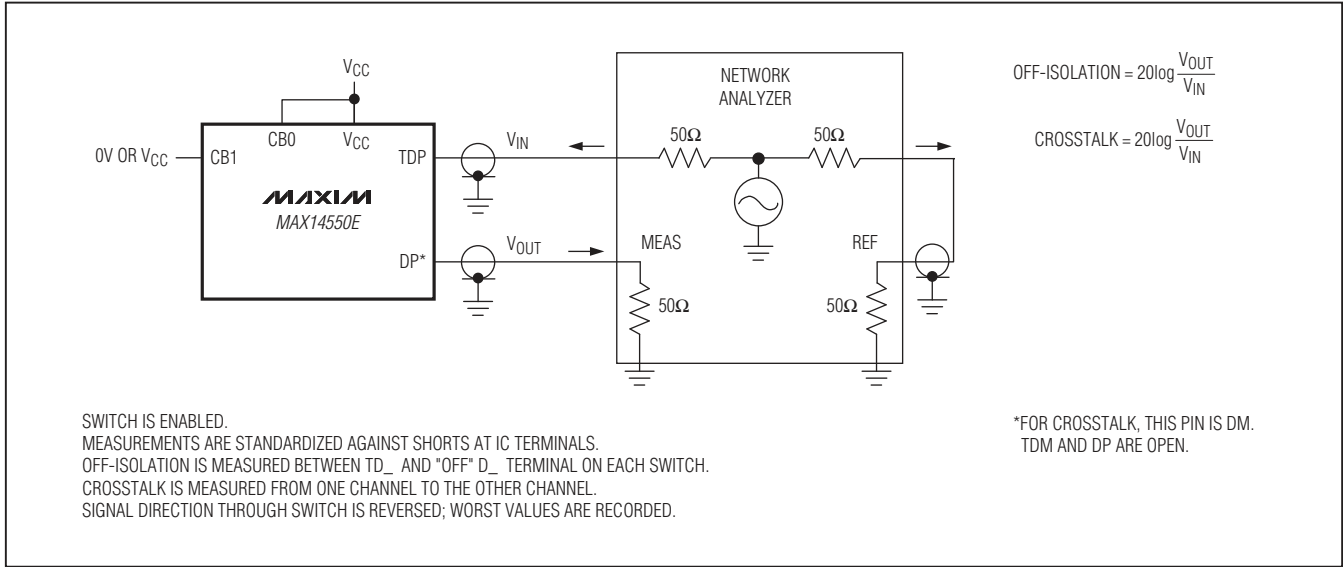 VCC
CB0
VCC
0V OR VCC
CB1
TDP
MAXIM
MAX14550E
DP*
VIN
VOUT
NETWORK
ANALYZER
50Ω
50Ω
MEAS
REF
50Ω
50Ω
OFF-ISOLATION = 20log VOUT/VIN
CROSSTALK = 20log VOUT/VIN
SWITCH IS ENABLED.
MEASUREMENTS ARE STANDARDIZED AGAINST SHORTS AT IC TERMINALS.
OFF-ISOLATION IS MEASURED BETWEEN TD_ AND "OFF" D_ TERMINAL ON EACH SWITCH.
CROSSTALK IS MEASURED FROM ONE CHANNEL TO THE OTHER CHANNEL.
SIGNAL DIRECTION THROUGH SWITCH IS REVERSED; WORST VALUES ARE RECORDED.
*FOR CROSSTALK, THIS PIN IS DM.
TDM AND DP ARE OPEN.